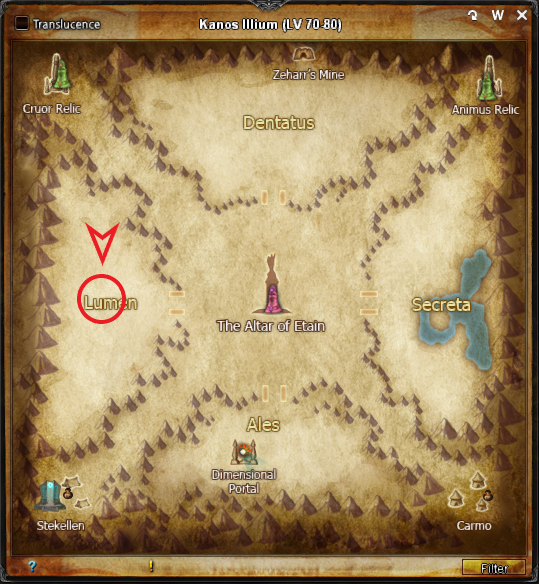 Translucence
Kanos Illium (LV 70-80)
W
Zeharr's Mine
Cruor Relic
Animus Relic
Dentatus
Lumen
Secreta
The Altar of Etain
Ales
Dimensional
Portal
Stekellen
Carmo
?
!
Filter